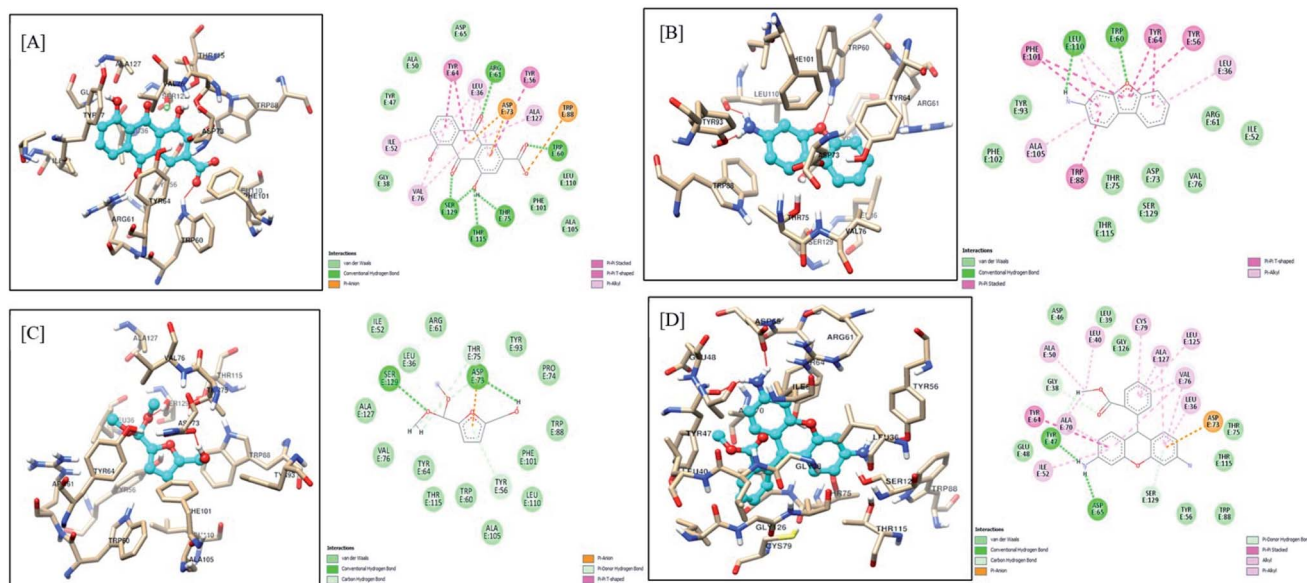 [A]
ALA127
THR115
TRP88
ASP73
TYR64
ARG61
TRP60
ASP
E:65
ALA
E:50
TYR
E:64
ARG
E:61
TYR
E:56
TYR
E:47
LEU
E:36
ASP
E:73
ALA
E:127
TRP
E:88
ILE
E:52
TRP
E:60
GLY
E:38
VAL
E:76
LEU
E:110
SER
E:129
THR
E:75
PHE
E:101
ALA
E:105
THR
E:115
Interactions
van der Waals
Conventional Hydrogen Bond
Pi-Anion
Pi-Pi Stacked
Pi-Pi T-shaped
Pi-Alkyl
[B]
TRP60
LEU110
TYR64
ARG61
TYR93
TRP88
THR75
VAL76
SER129
PHE
E:101
LEU
E:110
TRP
E:60
TYR
E:64
TYR
E:56
LEU
E:36
TYR
E:93
ARG
E:61
ILE
E:52
PHE
E:102
ALA
E:105
TRP
E:88
THR
E:75
ASP
E:73
VAL
E:76
SER
E:129
THR
E:115
Interactions
van der Waals
Conventional Hydrogen Bond
Pi-Pi Stacked
Pi-Pi T-shaped
Pi-Alkyl
[C]
ALA127
VAL76
THR115
TYR64
TYR56
TRP88
TYR93
TRP60
ALA105
ILE
E:52
ARG
E:61
THR
E:75
TYR
E:93
LEU
E:36
ASP
E:73
PRO
E:74
SER
E:129
ALA
E:127
TRP
E:88
VAL
E:76
TYR
E:64
PHE
E:101
THR
E:115
TRP
E:60
TYR
E:56
LEU
E:110
ALA
E:105
Interactions
van der Waals
Conventional Hydrogen Bond
Carbon Hydrogen Bond
Pi-Anion
Pi-Donor Hydrogen Bond
Pi-Pi T-shaped
[D]
ARG61
TYR56
TYR47
LEU36
LEU40
TRP88
THR115
CYS79
ASP
E:46
LEU
E:39
CYS
E:79
LEU
E:125
ALA
E:50
LEU
E:40
GLY
E:126
ALA
E:127
VAL
E:76
GLY
E:38
LEU
E:36
TYR
E:64
ALA
E:70
ASP
E:73
THR
E:75
TYR
E:47
GLU
E:48
THR
E:115
ILE
E:52
SER
E:129
ASP
E:65
TYR
E:56
TRP
E:88
Interactions
van der Waals
Conventional Hydrogen Bond
Carbon Hydrogen Bond
Pi-Anion
Pi-Donor Hydrogen Bond
Pi-Pi Stacked
Alkyl
Pi-Alkyl